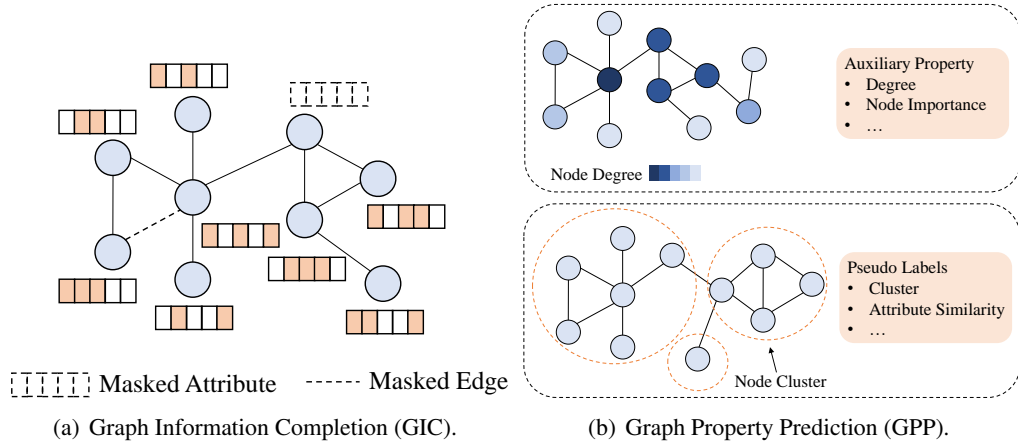 Masked Attribute
Masked Edge
(a) Graph Information Completion (GIC).
Auxiliary Property
• Degree
• Node Importance
• …
Node Degree
Pseudo Labels
• Cluster
• Attribute Similarity
• …
Node Cluster
(b) Graph Property Prediction (GPP).